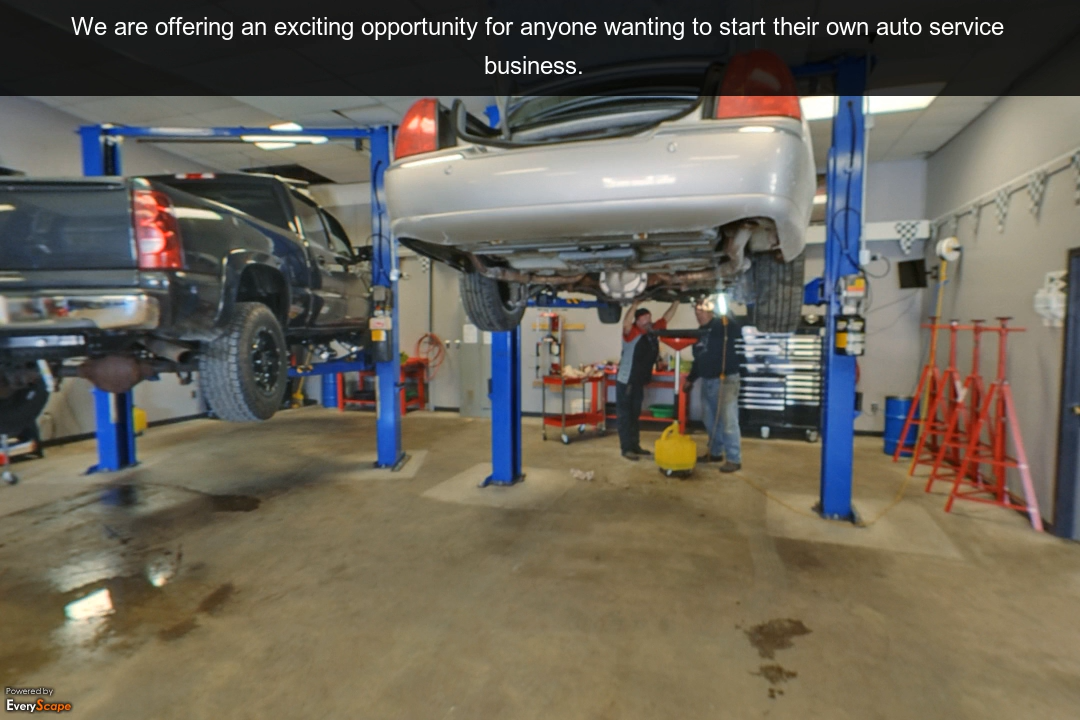 We are offering an exciting opportunity for anyone wanting to start their own auto service
business.
Powered by
EveryScape